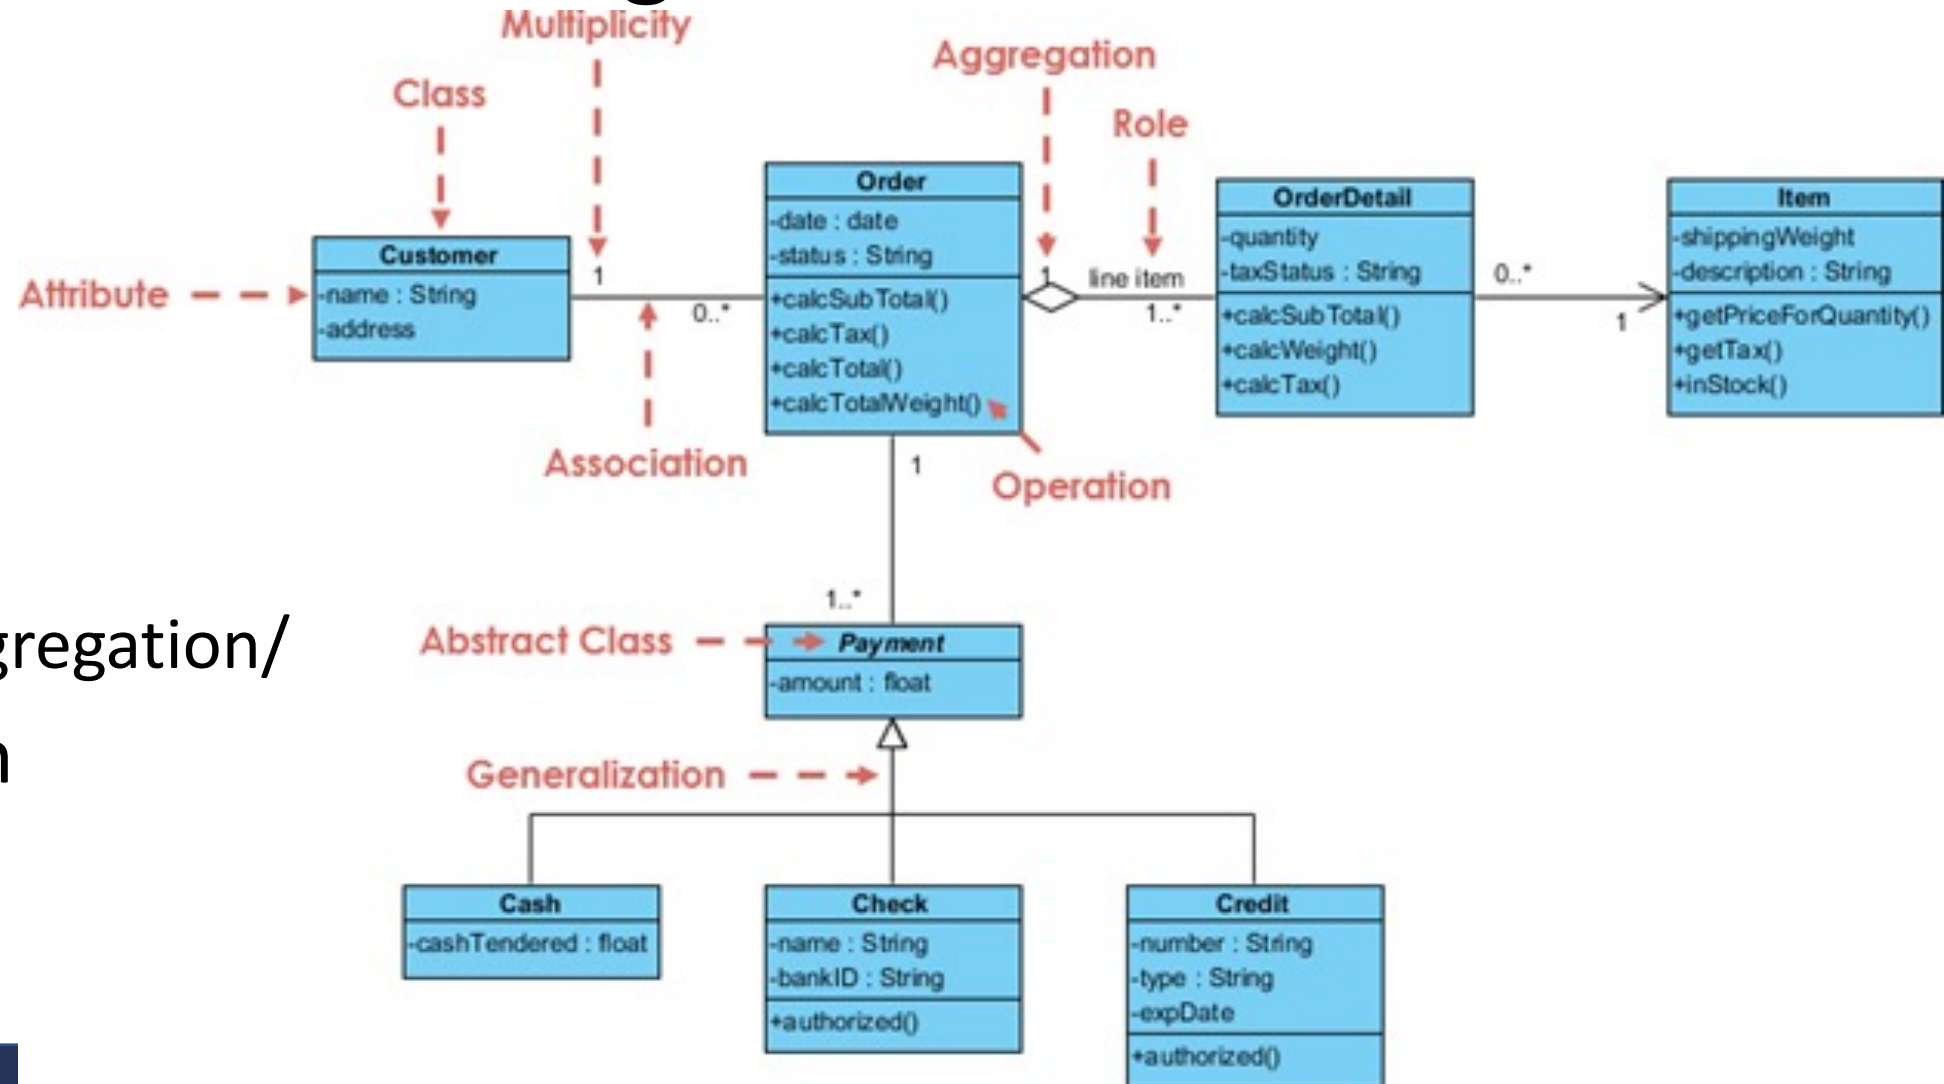 Multiplicity
Aggregation
Class
Role
Attribute
Customer
-name : String
-address
1
0..*
Association
Order
-date : date
-status : String
+calcSubTotal()
+calcTax()
+calcTotal()
+calcTotalWeight()
Operation
1
line item
1..*
OrderDetail
-quantity
-taxStatus : String
+calcSubTotal()
+calcWeight()
+calcTax()
0..*
1
Item
-shippingWeight
-description : String
+getPriceForQuantity()
+getTax()
+inStock()
1
1..*
gregation/
n
Abstract Class
Payment
-amount : float
Generalization
Cash
-cashTendered : float
Check
-name : String
-bankID : String
+authorized()
Credit
-number : String
-type : String
-expDate
+authorized()